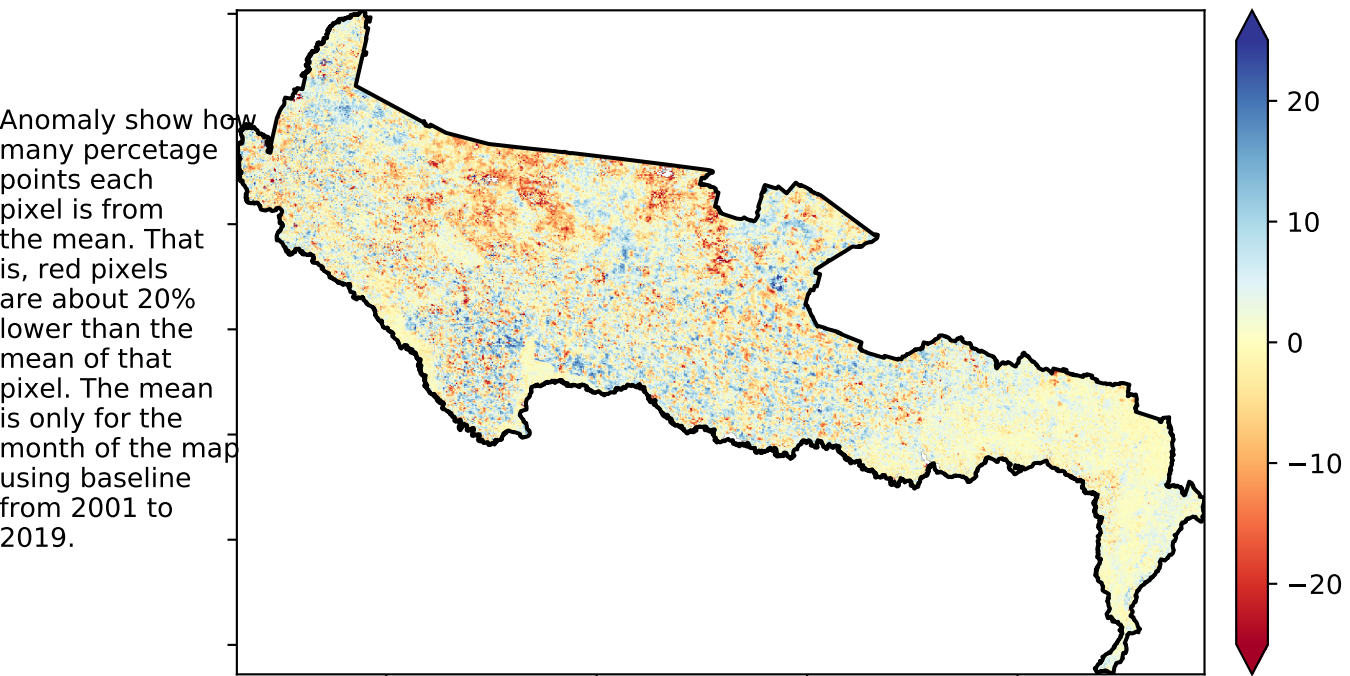 Anomaly show how
many percetage
points each
pixel is from
the mean. That
is, red pixels
are about 20%
lower than the
mean of that
pixel. The mean
is only for the
month of the map
using baseline
from 2001 to
2019.
20
10
0
−10
−20